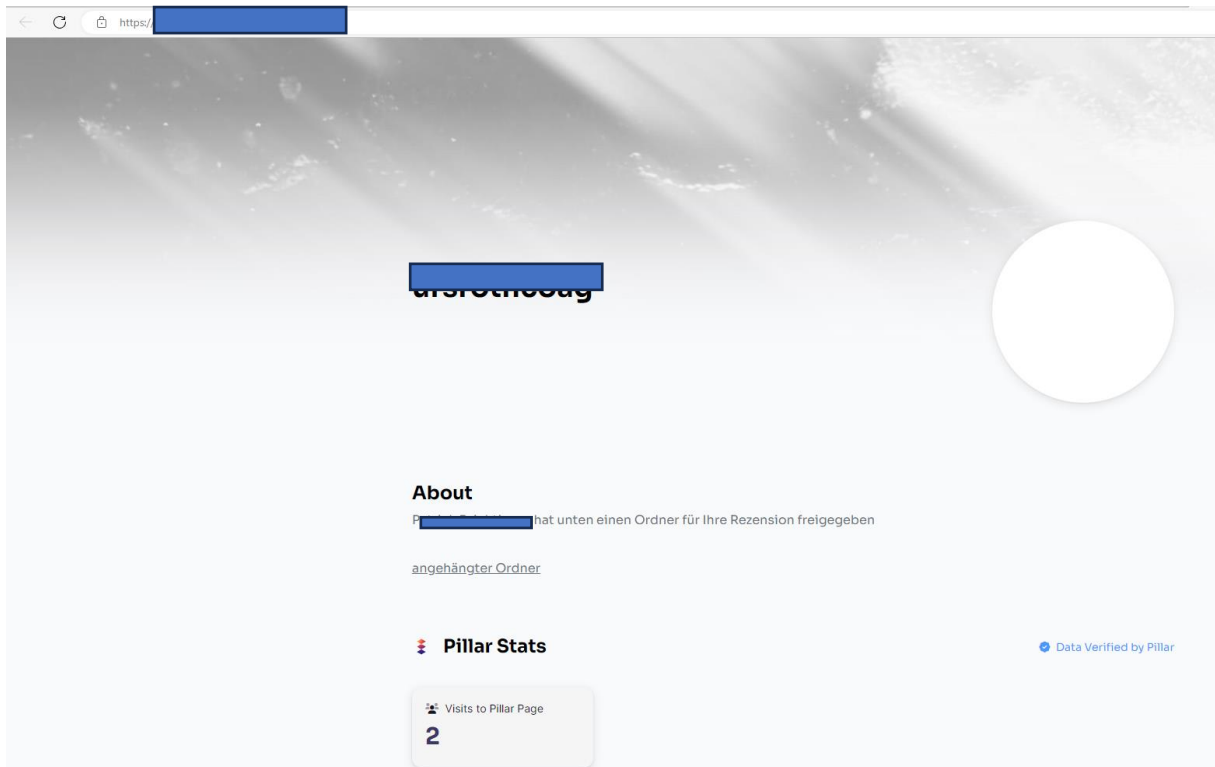 https:/
About
hat unten einen Ordner für Ihre Rezension freigegeben
angehängter Ordner
Pillar Stats
Data Verified by Pillar
Visits to Pillar Page
2